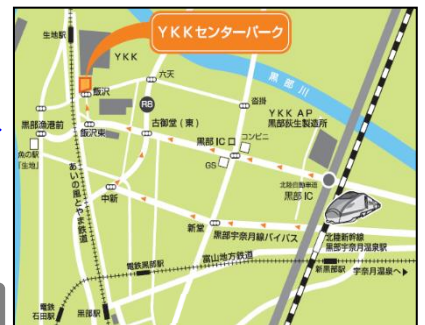 YKKセンターパーク
生地駅
YKK
六天
飯沢
R8
沓掛
黒部川
YKK AP
黒部荻生製造所
黒部漁港前
飯沢東
古御堂(東)
黒部IC口
コンビニ
GS
魚の駅
「生地」
あいの風とやま鉄道
北陸自動車道
黒部IC
中新
新堂
黒部宇奈月線バイパス
北陸新幹線
黒部宇奈月温泉駅
電鉄黒部駅
富山地方鉄道
新黒部駅
宇奈月温泉へ
電鉄
石田駅
黒部駅